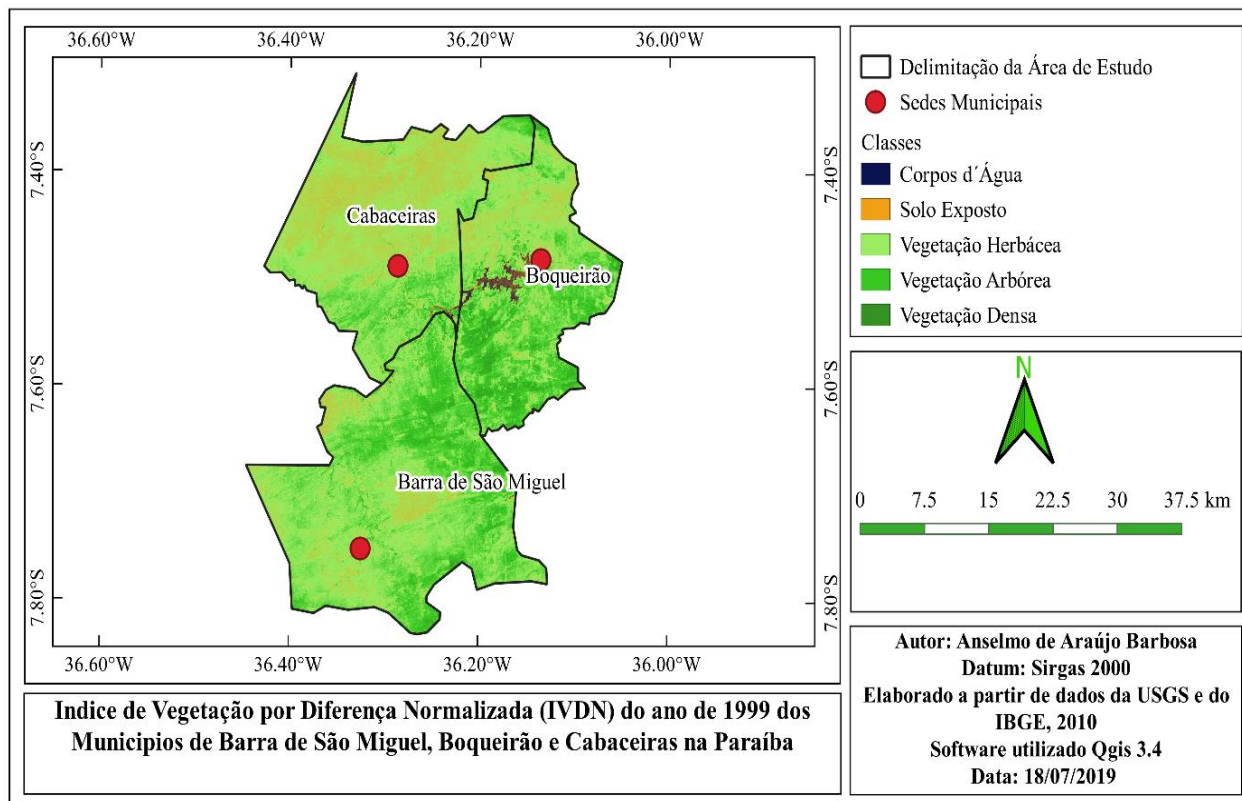 36.60°W 36.40°W 36.20°W 36.00°W
7.40°S 7.40°S
7.60°S 7.60°S
7.80°S 7.80°S
Cabaceiras
Boqueirão
Barra de São Miguel
36.60°W 36.40°W 36.20°W 36.00°W
Indice de Vegetação por Diferença Normalizada (IVDN) do ano de 1999 dos
Municipios de Barra de São Miguel, Boqueirão e Cabaceiras na Paraíba
Delimitação da Área de Estudo
Sedes Municipais
Classes
Corpos d´Água
Solo Exposto
Vegetação Herbácea
Vegetação Arbórea
Vegetação Densa
N
0 7.5 15 22.5 30 37.5 km
Autor: Anselmo de Araújo Barbosa
Datum: Sirgas 2000
Elaborado a partir de dados da USGS e do
IBGE, 2010
Software utilizado Qgis 3.4
Data: 18/07/2019